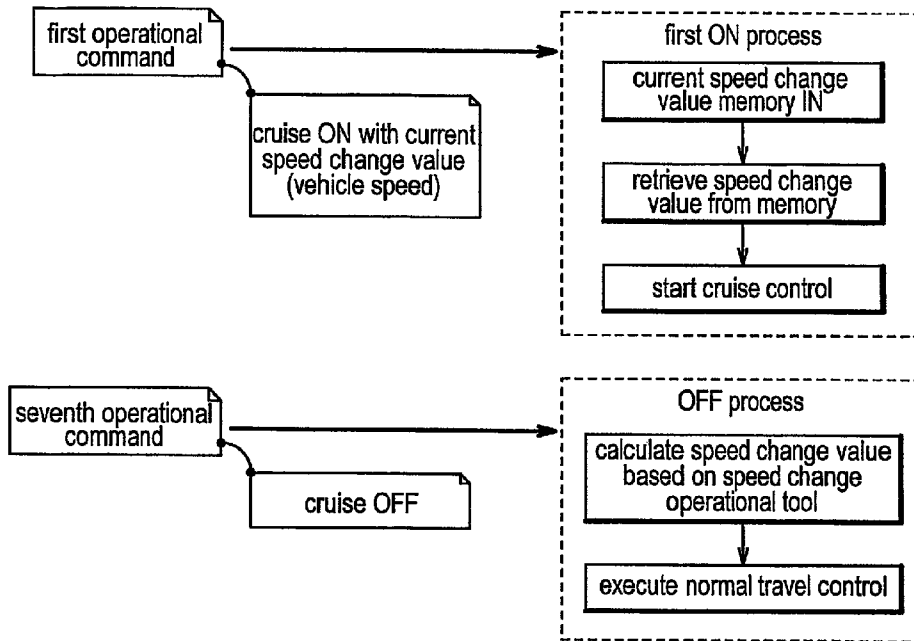 first operational
command
cruise ON with current
speed change value
(vehicle speed)
first ON process
current speed change
value memory IN
retrieve speed change
value from memory
start cruise control
seventh operational
command
cruise OFF
OFF process
calculate speed change value
based on speed change
operational tool
execute normal travel control